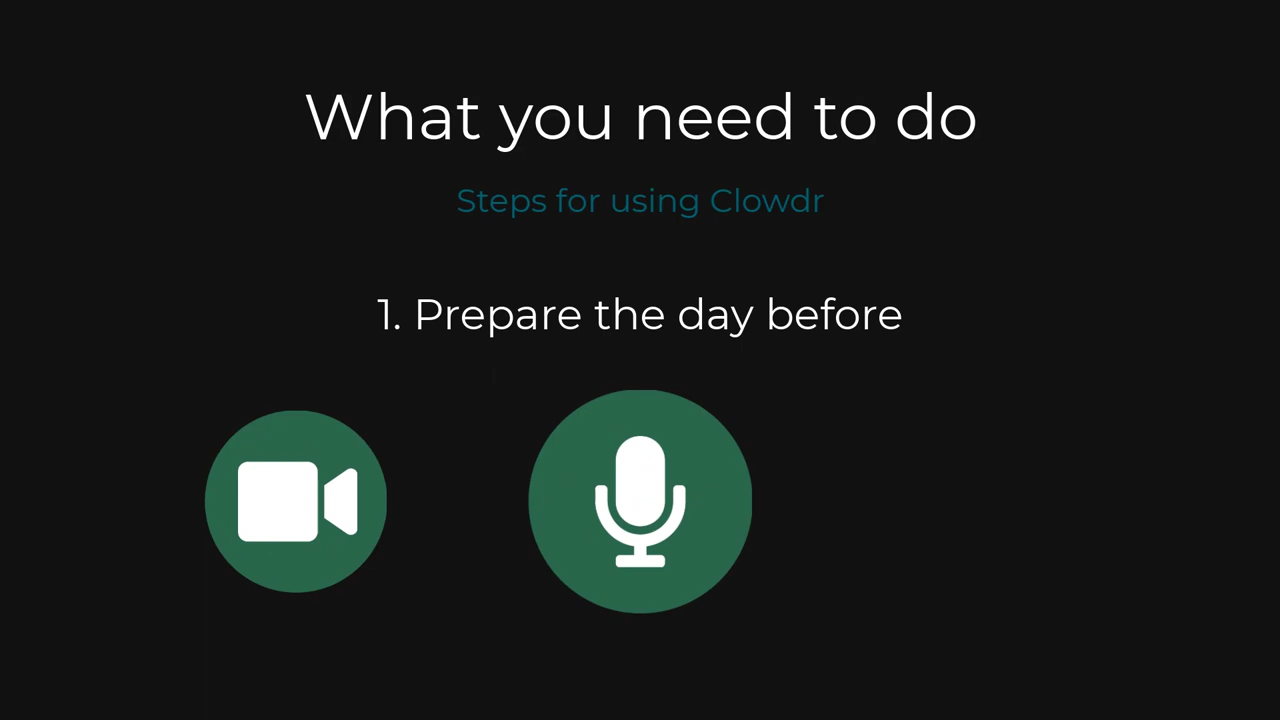 What you need to do
Steps for using Clowdr
1. Prepare the day before